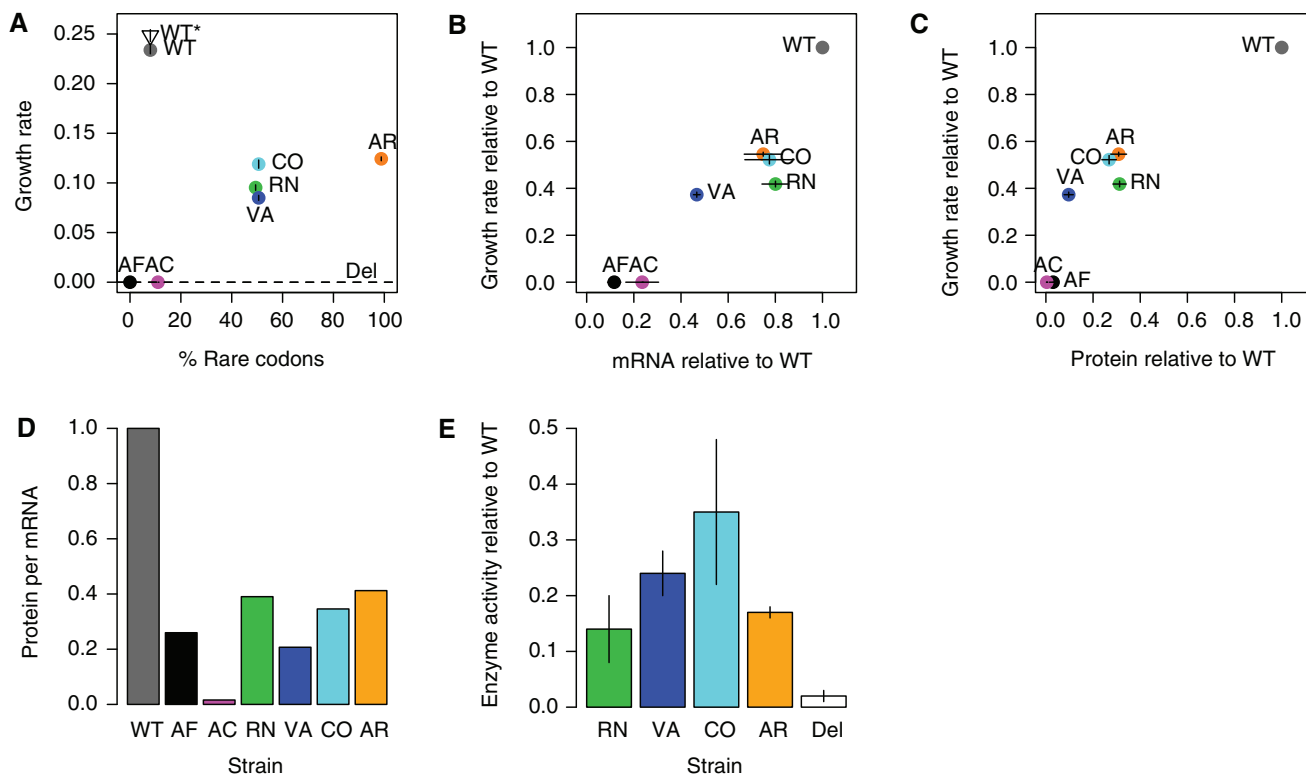 A
Growth rate
0.25
0.20
0.15
0.10
0.05
0.00
WT*
WT
AR
CO
RN
VA
AF AC
Del
0 20 40 60 80 100
% Rare codons
B
Growth rate relative to WT
1.0
0.8
0.6
0.4
0.2
0.0
WT
AR
CO
RN
VA
AF AC
0.0 0.2 0.4 0.6 0.8 1.0
mRNA relative to WT
C
Growth rate relative to WT
1.0
0.8
0.6
0.4
0.2
0.0
WT
AR
CO
VA
RN
AC
AF
0.0 0.2 0.4 0.6 0.8 1.0
Protein relative to WT
D
Protein per mRNA
1.0
0.8
0.6
0.4
0.2
0.0
WT AF AC RN VA CO AR
Strain
E
Enzyme activity relative to WT
0.5
0.4
0.3
0.2
0.1
0.0
RN VA CO AR Del
Strain